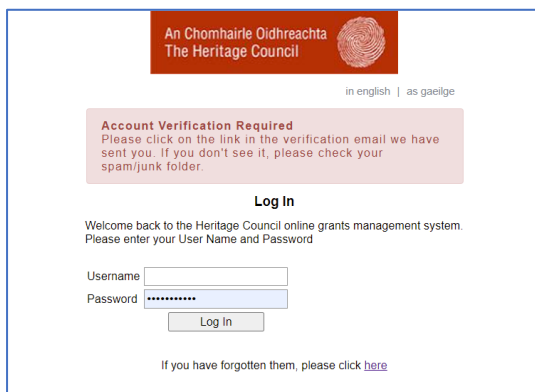 An Chomhairle Oidhreachta
The Heritage Council
in english | as gaeilge
Account Verification Required
Please click on the link in the verification email we have
sent you. If you don't see it, please check your
spam/junk folder.
Log In
Welcome back to the Heritage Council online grants management system.
Please enter your User Name and Password
Username
Password •••••••••••
Log In
If you have forgotten them, please click here